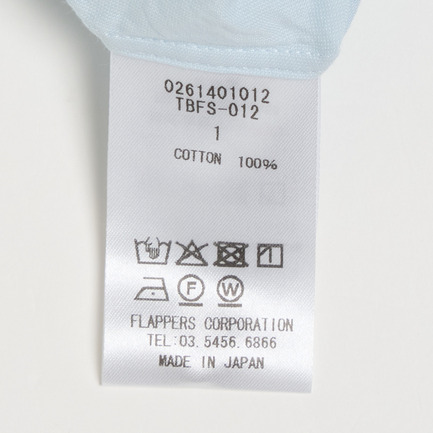 0261401012
TBFS-012
1
COTTON 100%
F W
FLAPPERS CORPORATION
TEL:03.5456.6866
MADE IN JAPAN